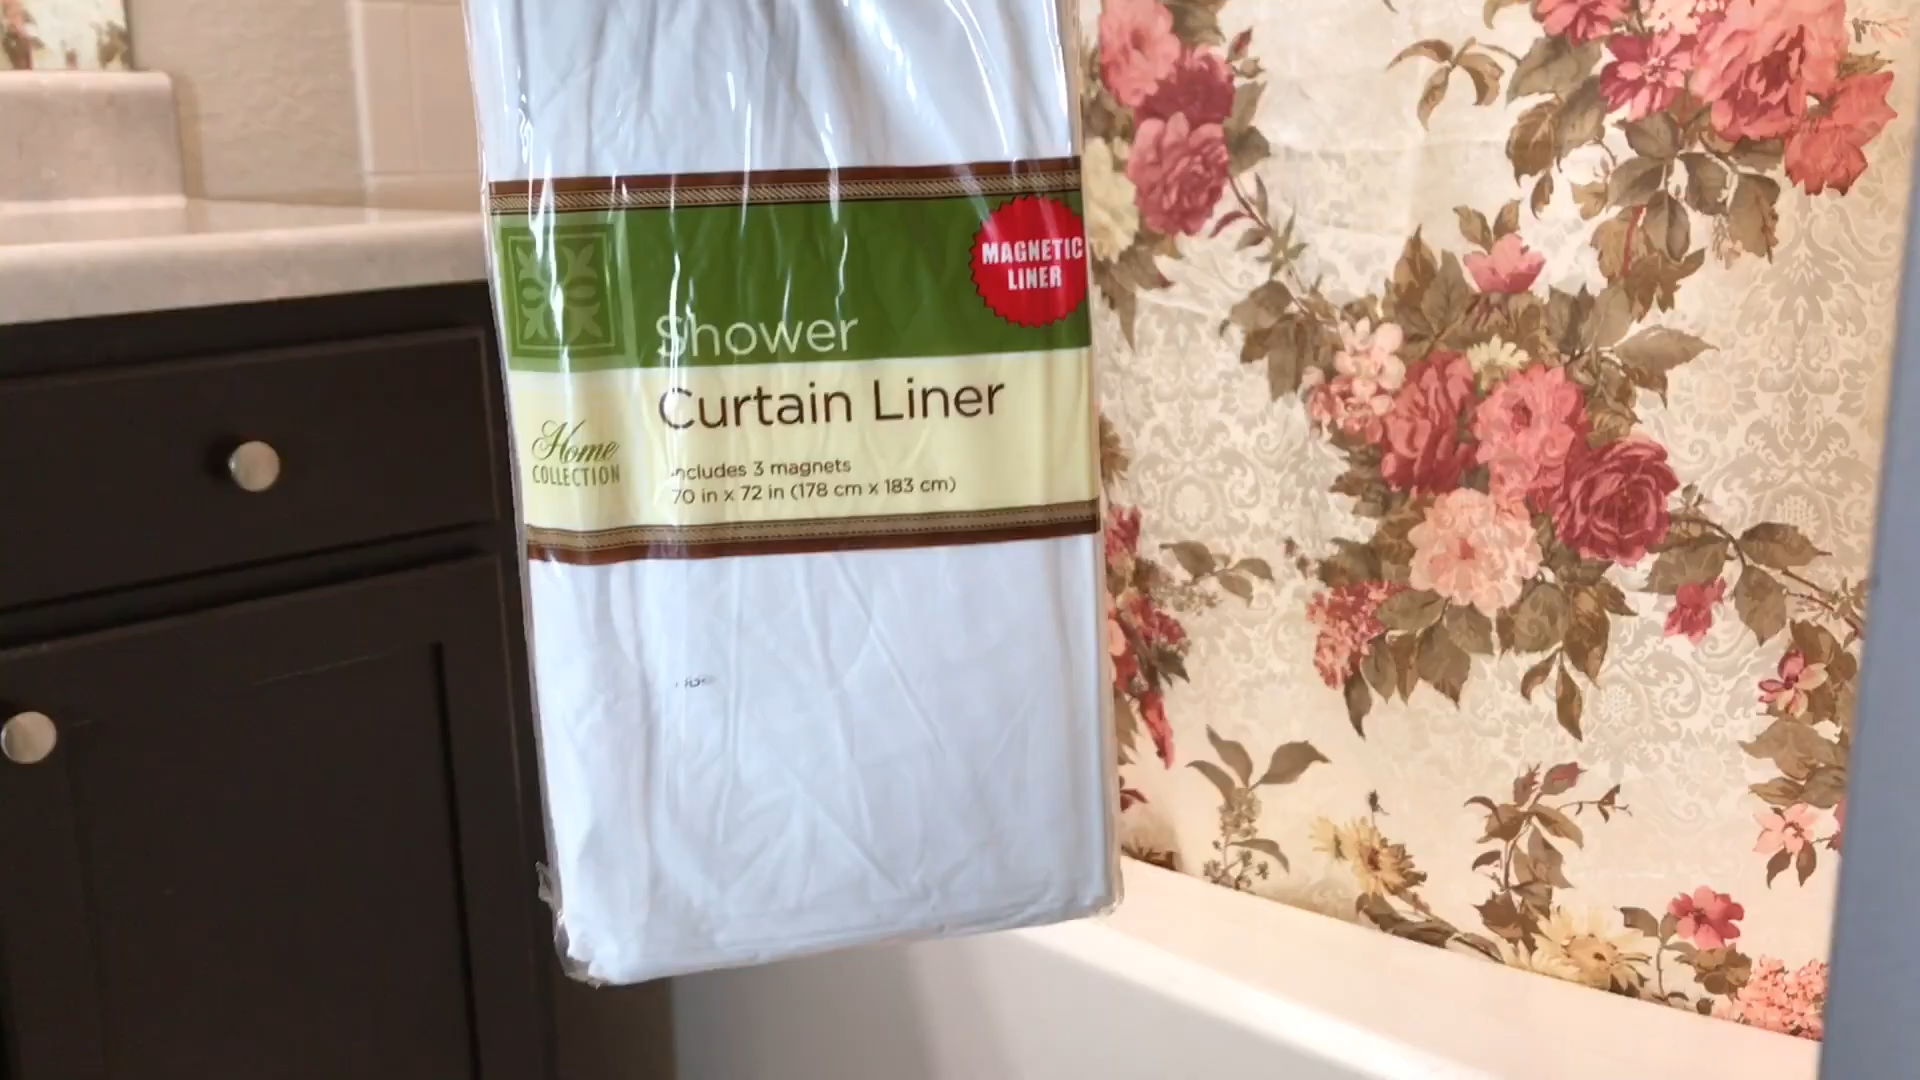 MAGNETIC
LINER
Shower
Curtain Liner
Home
COLLECTION
Includes 3 magnets
70 in x 72 in (178 cm x 183 cm)